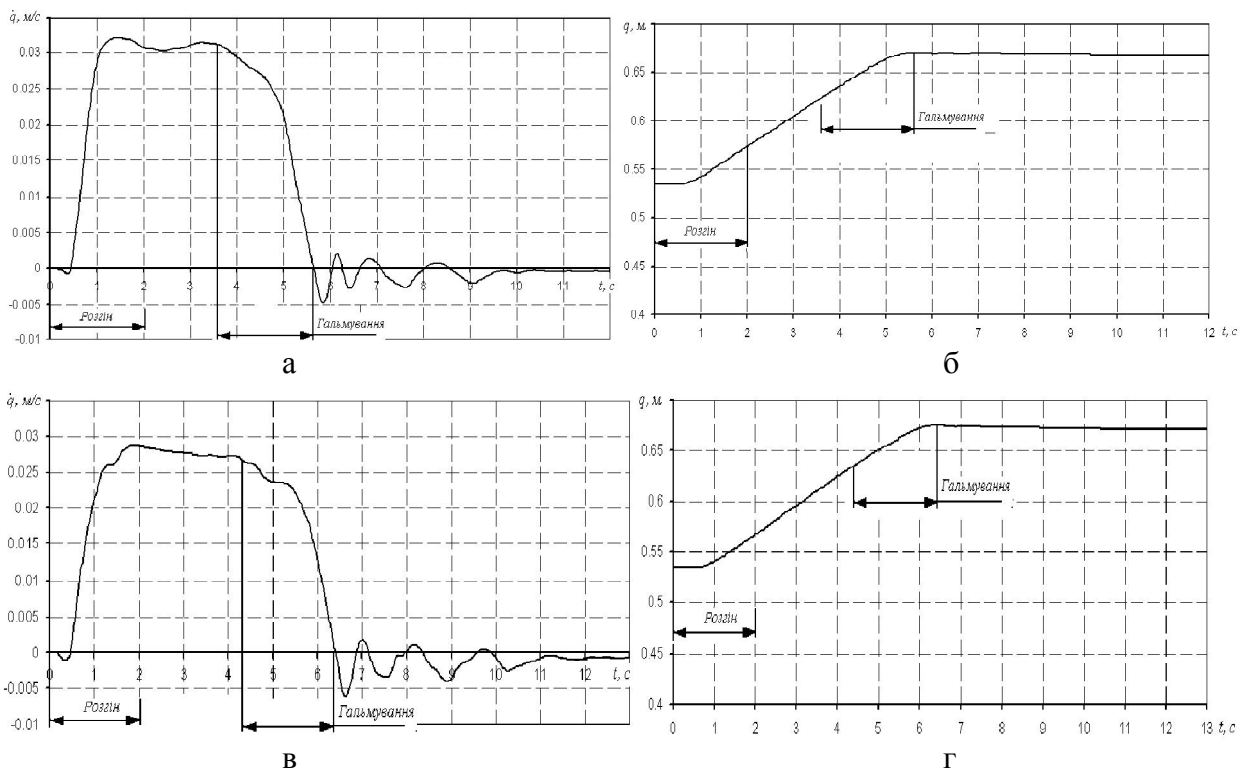 q̇, м/с
0.03
0.025
0.02
0.015
0.01
0.005
0
-0.005
-0.01
0 1 2 3 4 5 6 7 8 9 10 11 t, с
Розгін
Гальмування
а
q, м
0.65
0.6
0.55
0.5
0.45
0.4
0 1 2 3 4 5 6 7 8 9 10 11 12 t, с
Розгін
Гальмування
б
q̇, м/с
0.03
0.025
0.02
0.015
0.01
0.005
0
-0.005
-0.01
0 1 2 3 4 5 6 7 8 9 10 11 12 t, с
Розгін
Гальмування
в
q, м
0.65
0.6
0.55
0.5
0.45
0.4
0 1 2 3 4 5 6 7 8 9 10 11 12 13 t, с
Розгін
Гальмування
г